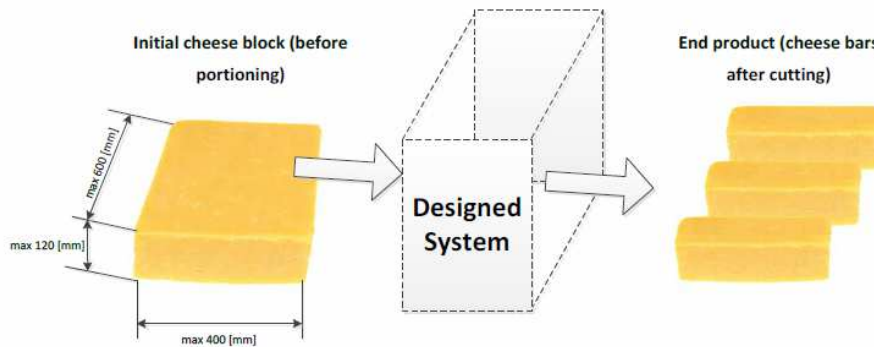 Initial cheese block (before
portioning)
End product (cheese bars
after cutting)
max 600 [mm]
max 120 [mm]
max 400 [mm]
Designed
System